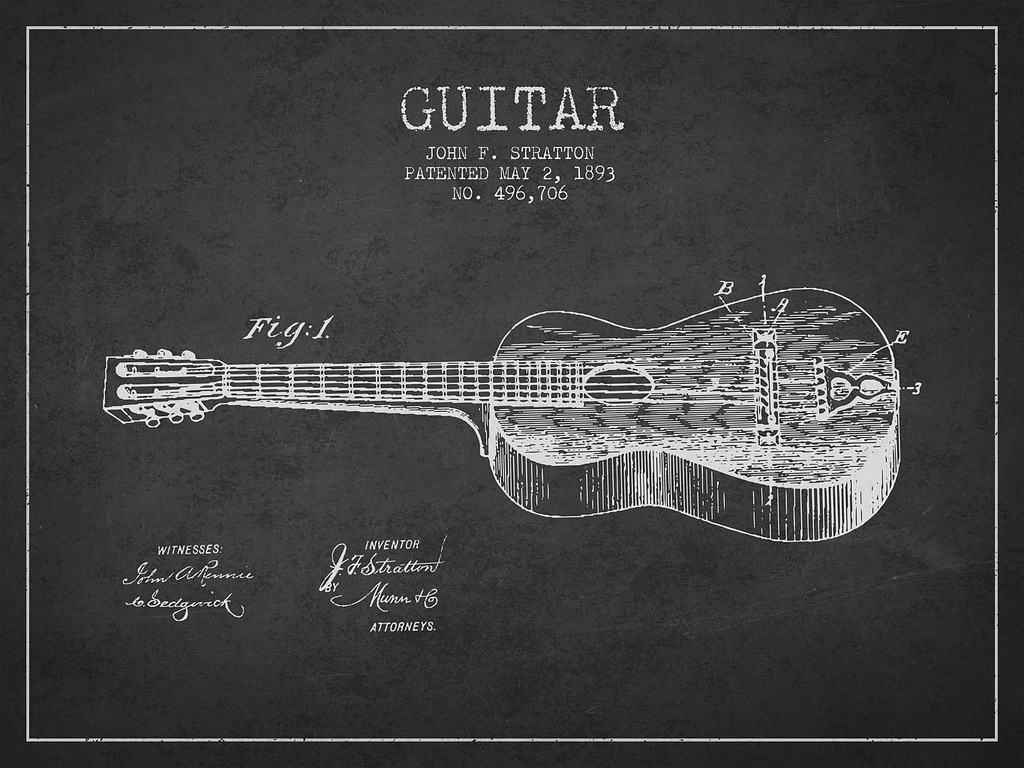 GUITAR
JOHN F. STRATTON
PATENTED MAY 2, 1893
NO. 496,706
Fig:1.
B
1
A
E
3
1
WITNESSES:
John A Rennie
C. Sedgwick
INVENTOR
J. F. Stratton
BY
Munn & Co
ATTORNEYS.